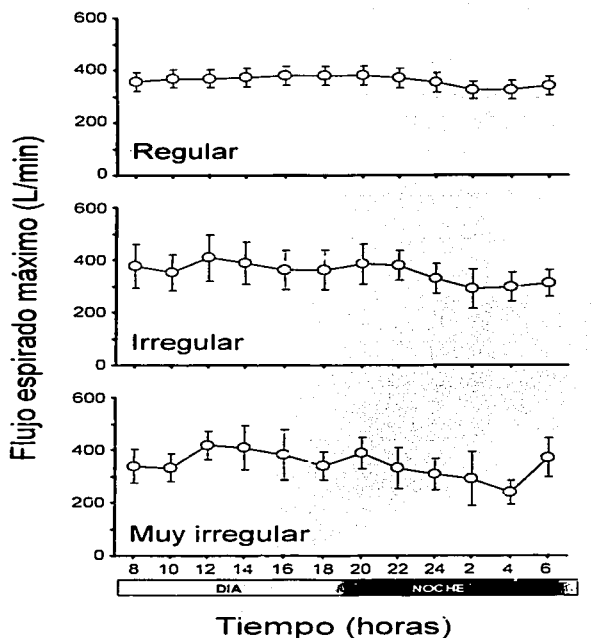 Flujo espirado máximo (L/min)
600
400
200
0
Regular
600
400
200
0
Irregular
600
400
200
0
Muy irregular
8 10 12 14 16 18 20 22 24 2 4 6
DIA NOCHE
Tiempo (horas)